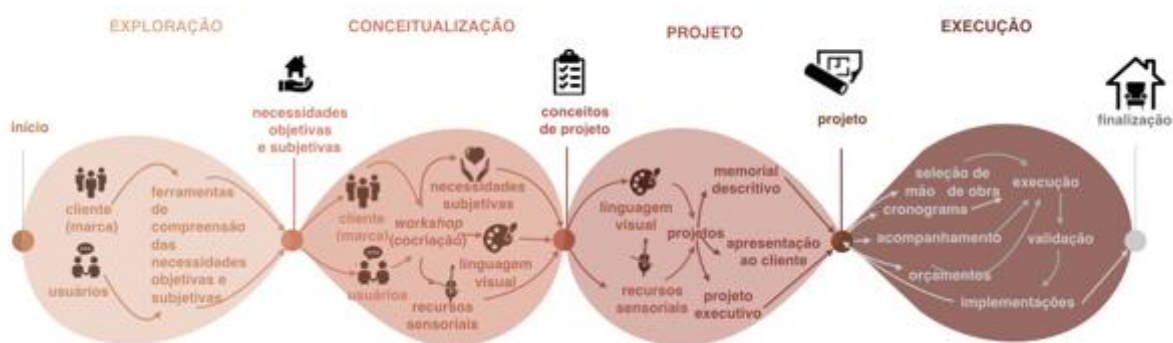 EXPLORAÇÃO
CONCEITUALIZAÇÃO
PROJETO
EXECUÇÃO
início
necessidades
objetivas
e subjetivas
conceitos
de projeto
projeto
finalização
cliente
(marca)
usuários
ferramentas
de
compreensão
das
necessidades
objetivas e
subjetivas
cliente
(marca)
usuários
workshop
(cocriação)
necessidades
subjetivas
linguagem
visual
recursos
sensoriais
linguagem
visual
recursos
sensoriais
projetos
memorial
descritivo
apresentação
ao cliente
projeto
executivo
seleção de
mão de obra
cronograma
acompanhamento
orçamentos
execução
validação
implementações